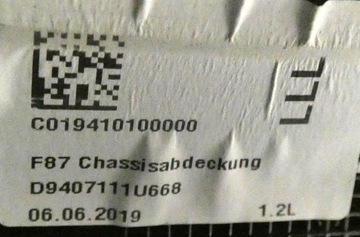 C019410100000
F87 Chassisabdeckung
D9407111U668
06.06.2019 1.2L